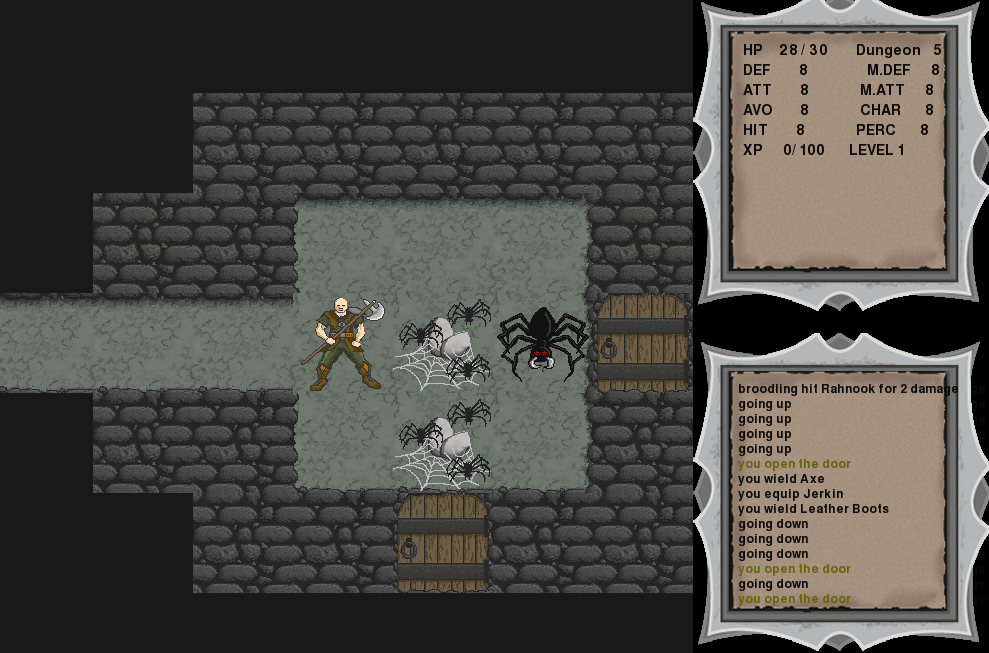 HP 28 / 30 Dungeon 5
DEF 8 M.DEF 8
ATT 8 M.ATT 8
AVO 8 CHAR 8
HIT 8 PERC 8
XP 0/ 100 LEVEL 1
broodling hit Rahnook for 2 damage
going up
going up
going up
going up
you open the door
you wield Axe
you equip Jerkin
you wield Leather Boots
going down
going down
going down
you open the door
going down
you open the door